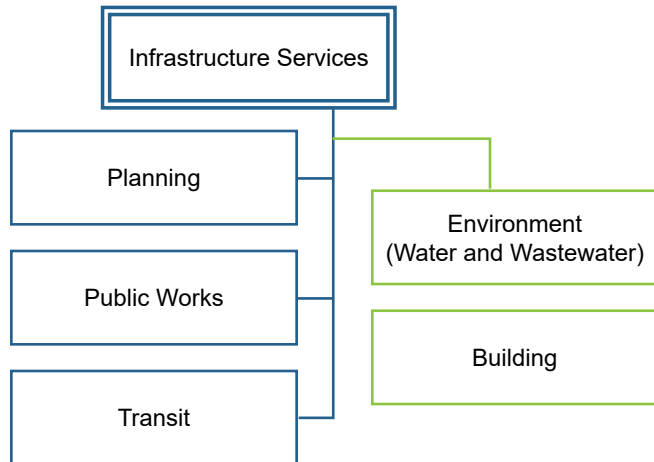 Infrastructure Services
Planning
Environment
(Water and Wastewater)
Public Works
Building
Transit